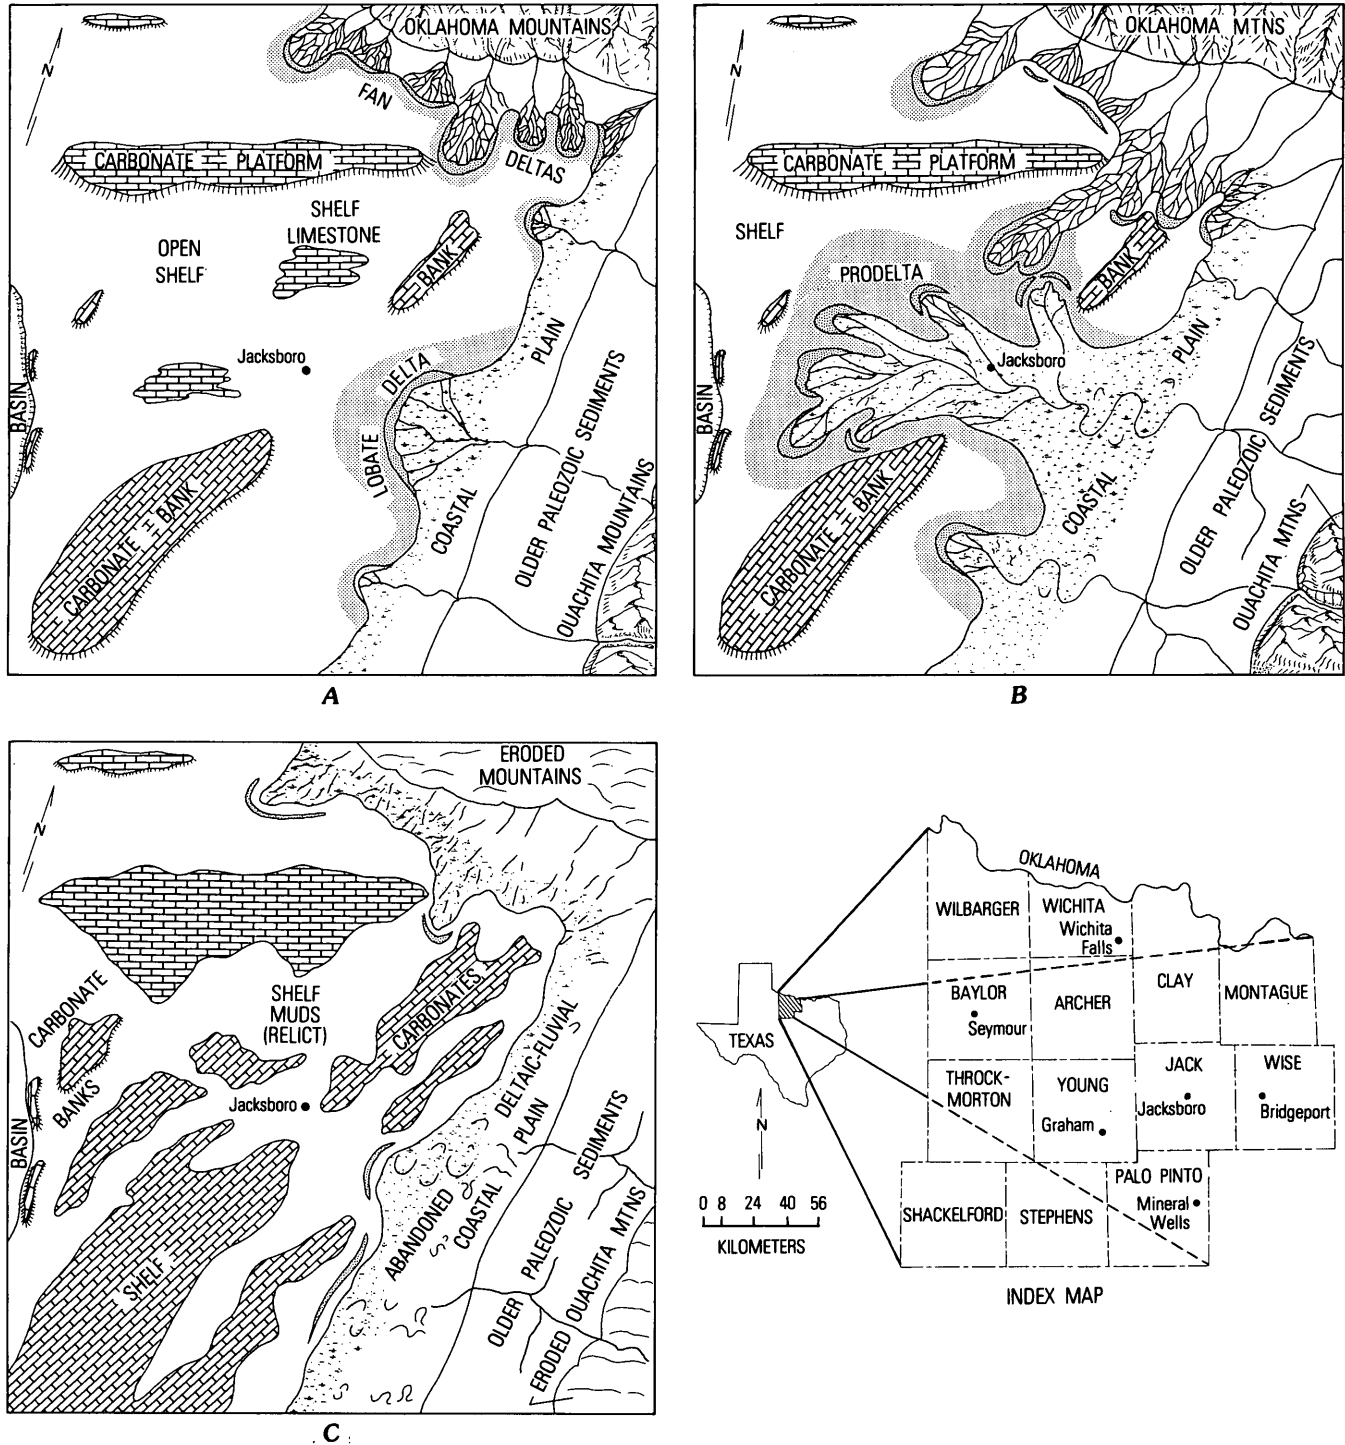 OKLAHOMA MOUNTAINS
N
FAN
DELTAS
CARBONATE PLATFORM
SHELF
LIMESTONE
OPEN
SHELF
BANK
PLAIN
Jacksboro
DELTA
LOBATE
BASIN
COASTAL
OLDER PALEOZOIC SEDIMENTS
OUACHITA MOUNTAINS
CARBONATE BANK
A
OKLAHOMA MTNS
N
CARBONATE PLATFORM
SHELF
PRODELTA
BANK
PLAIN
Jacksboro
BASIN
COASTAL
OLDER PALEOZOIC SEDIMENTS
OUACHITA MTNS
CARBONATE BANK
B
ERODED
MOUNTAINS
N
CARBONATE
BANKS
SHELF
MUDS
(RELICT)
CARBONATES
Jacksboro
BASIN
DELTAIC-FLUVIAL
PLAIN
ABANDONED
COASTAL
SHELF
OLDER PALEOZOIC SEDIMENTS
ERODED OUACHITA MTNS
C
OKLAHOMA
WILBARGER
WICHITA
Wichita
Falls
BAYLOR
Seymour
ARCHER
CLAY
MONTAGUE
TEXAS
THROCK-
MORTON
YOUNG
Graham
JACK
Jacksboro
WISE
Bridgeport
N
PALO PINTO
Mineral
Wells
SHACKELFORD
STEPHENS
0 8 24 40 56
KILOMETERS
INDEX MAP